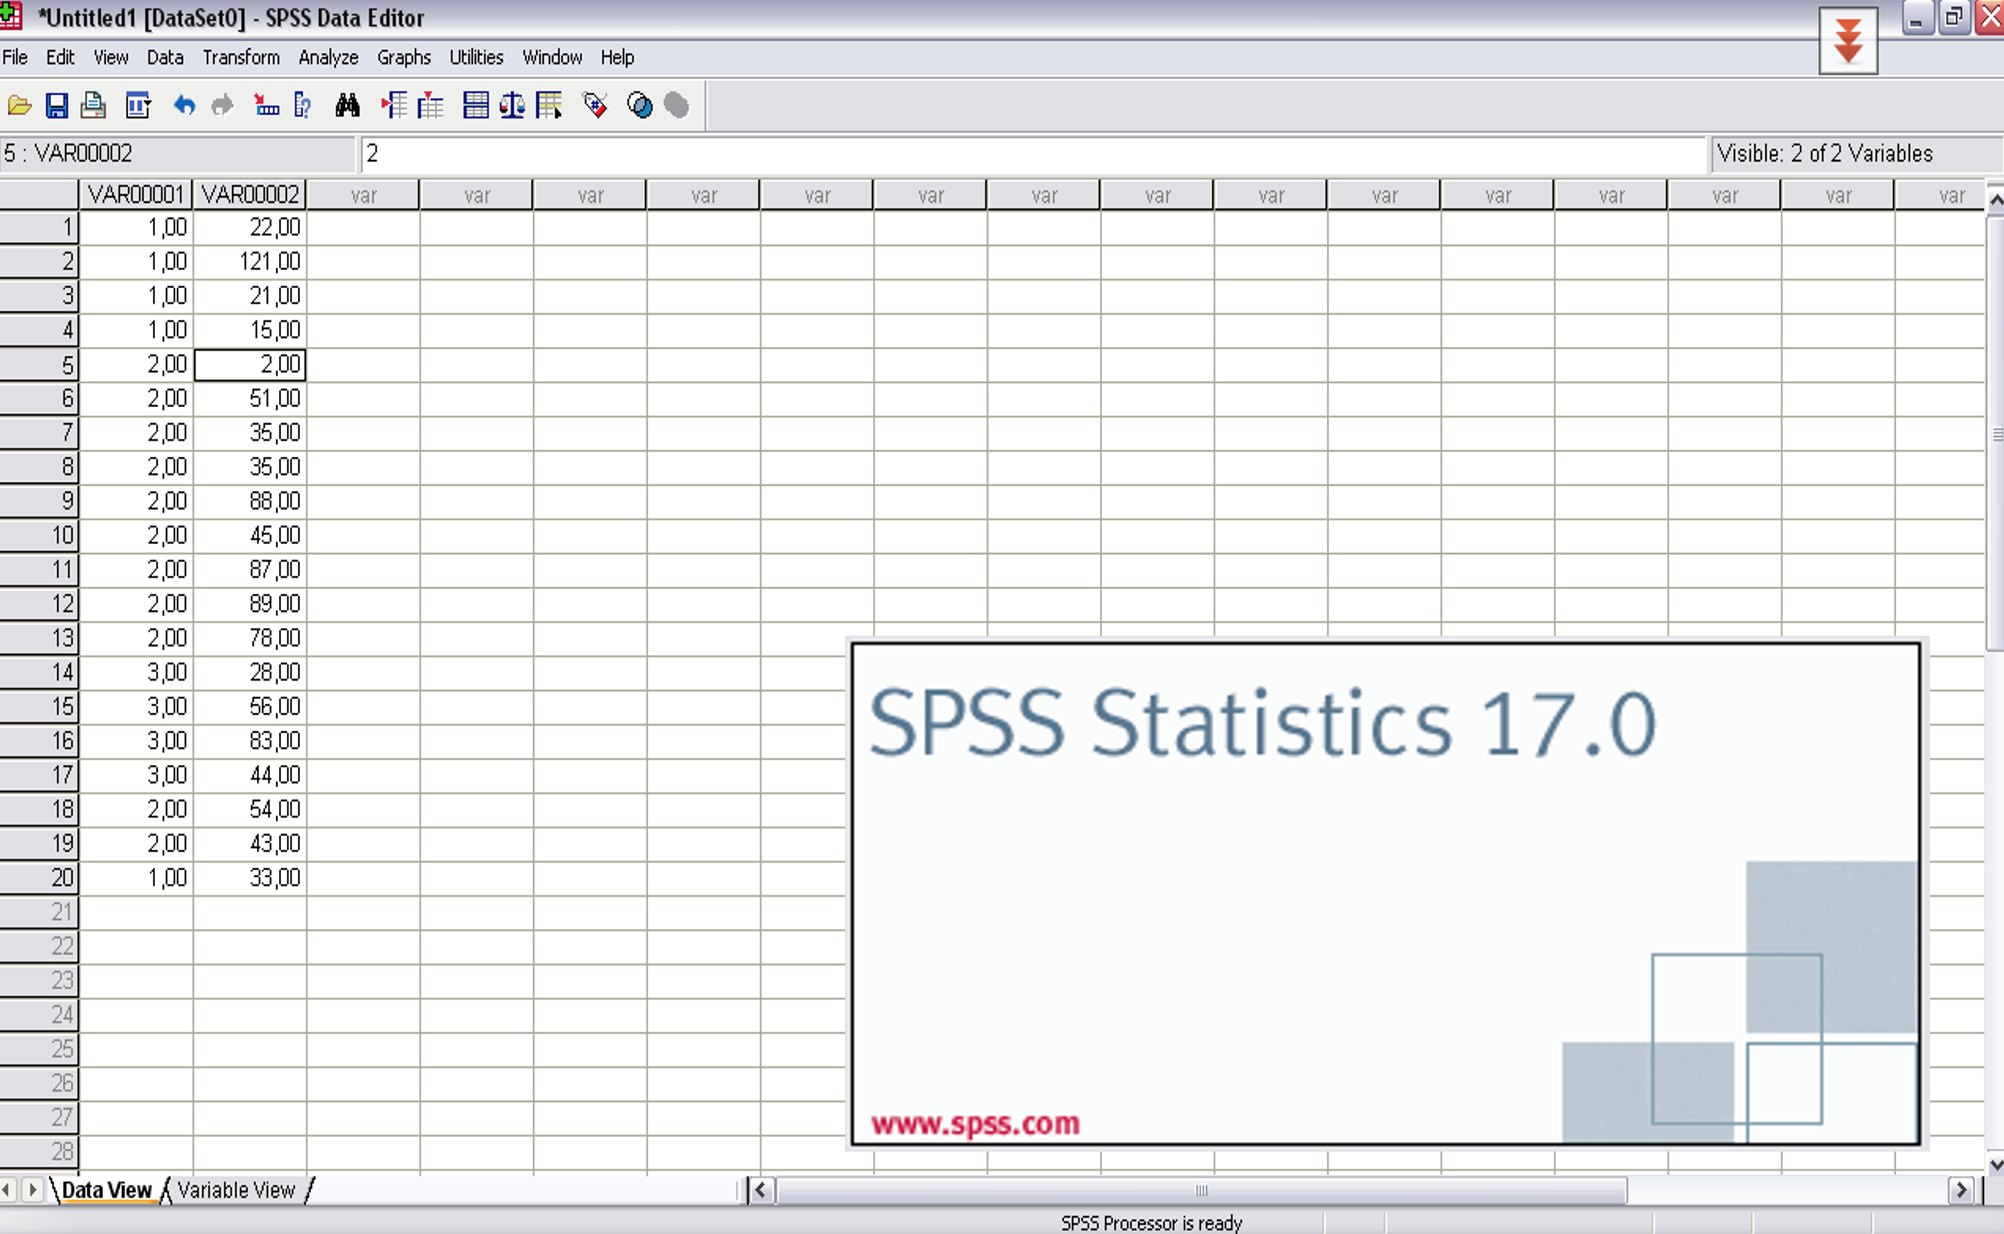 *Untitled1 [DataSet0] - SPSS Data Editor
File Edit View Data Transform Analyze Graphs Utilities Window Help
5 : VAR00002 2 Visible: 2 of 2 Variables
VAR00001 VAR00002 var var var var var var var var var var var var var var var
1 1,00 22,00
2 1,00 121,00
3 1,00 21,00
4 1,00 15,00
5 2,00 2,00
6 2,00 51,00
7 2,00 35,00
8 2,00 35,00
9 2,00 88,00
10 2,00 45,00
11 2,00 87,00
12 2,00 89,00
13 2,00 78,00
14 3,00 28,00
15 3,00 56,00
16 3,00 83,00
17 3,00 44,00
18 2,00 54,00
19 2,00 43,00
20 1,00 33,00
21
22
23
24
25
26
27
28
SPSS Statistics 17.0
www.spss.com
Data View Variable View
SPSS Processor is ready